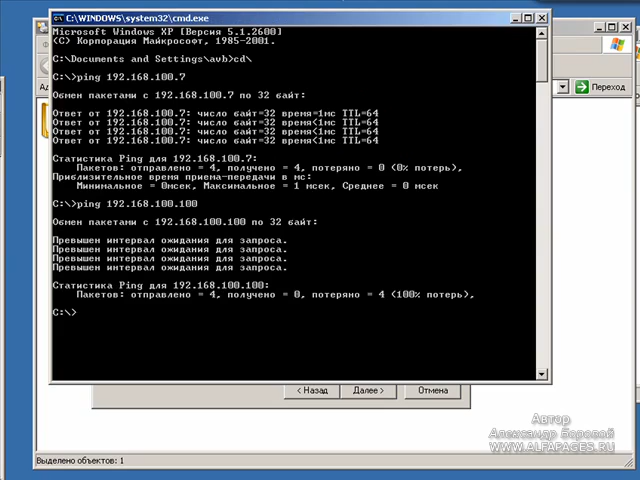 C:\WINDOWS\system32\cmd.exe
Microsoft Windows XP [Версия 5.1.2600]
(С) Корпорация Майкрософт, 1985-2001.
C:\Documents and Settings\avb>cd\
C:\>ping 192.168.100.7
Обмен пакетами с 192.168.100.7 по 32 байт:
Ответ от 192.168.100.7: число байт=32 время=1мс TTL=64
Ответ от 192.168.100.7: число байт=32 время<1мс TTL=64
Ответ от 192.168.100.7: число байт=32 время<1мс TTL=64
Ответ от 192.168.100.7: число байт=32 время<1мс TTL=64
Статистика Ping для 192.168.100.7:
Пакетов: отправлено = 4, получено = 4, потеряно = 0 (0% потерь),
Приблизительное время приема-передачи в мс:
Минимальное = 0мсек, Максимальное = 1 мсек, Среднее = 0 мсек
C:\>ping 192.168.100.100
Обмен пакетами с 192.168.100.100 по 32 байт:
Превышен интервал ожидания для запроса.
Превышен интервал ожидания для запроса.
Превышен интервал ожидания для запроса.
Превышен интервал ожидания для запроса.
Статистика Ping для 192.168.100.100:
Пакетов: отправлено = 4, получено = 0, потеряно = 4 (100% потерь),
C:\>
Переход
< Назад Далее > Отмена
Автор
Александр Боровой
WWW.ALFAPAGES.RU
Выделено объектов: 1